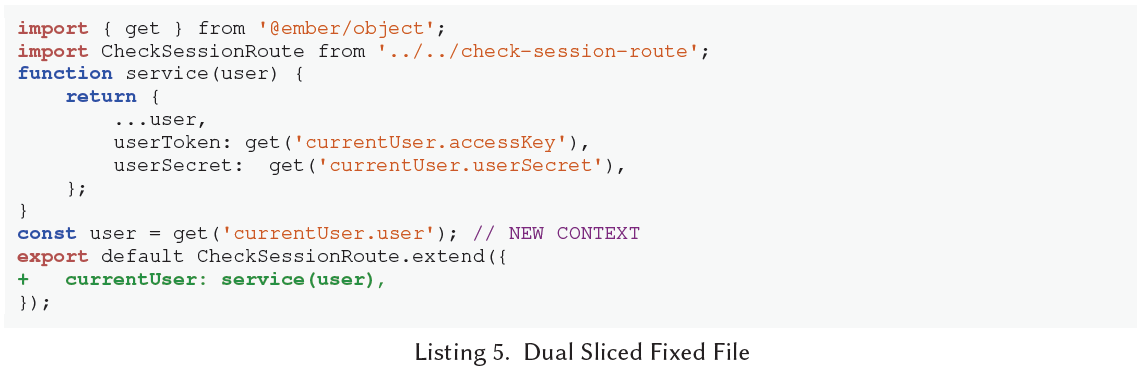 import { get } from '@ember/object';
import CheckSessionRoute from '../../check-session-route';
function service(user) {
    return {
        ...user,
        userToken: get('currentUser.accessKey'),
        userSecret:  get('currentUser.userSecret'),
    };
}
const user = get('currentUser.user'); // NEW CONTEXT
export default CheckSessionRoute.extend({
+   currentUser: service(user),
});
Listing 5. Dual Sliced Fixed File